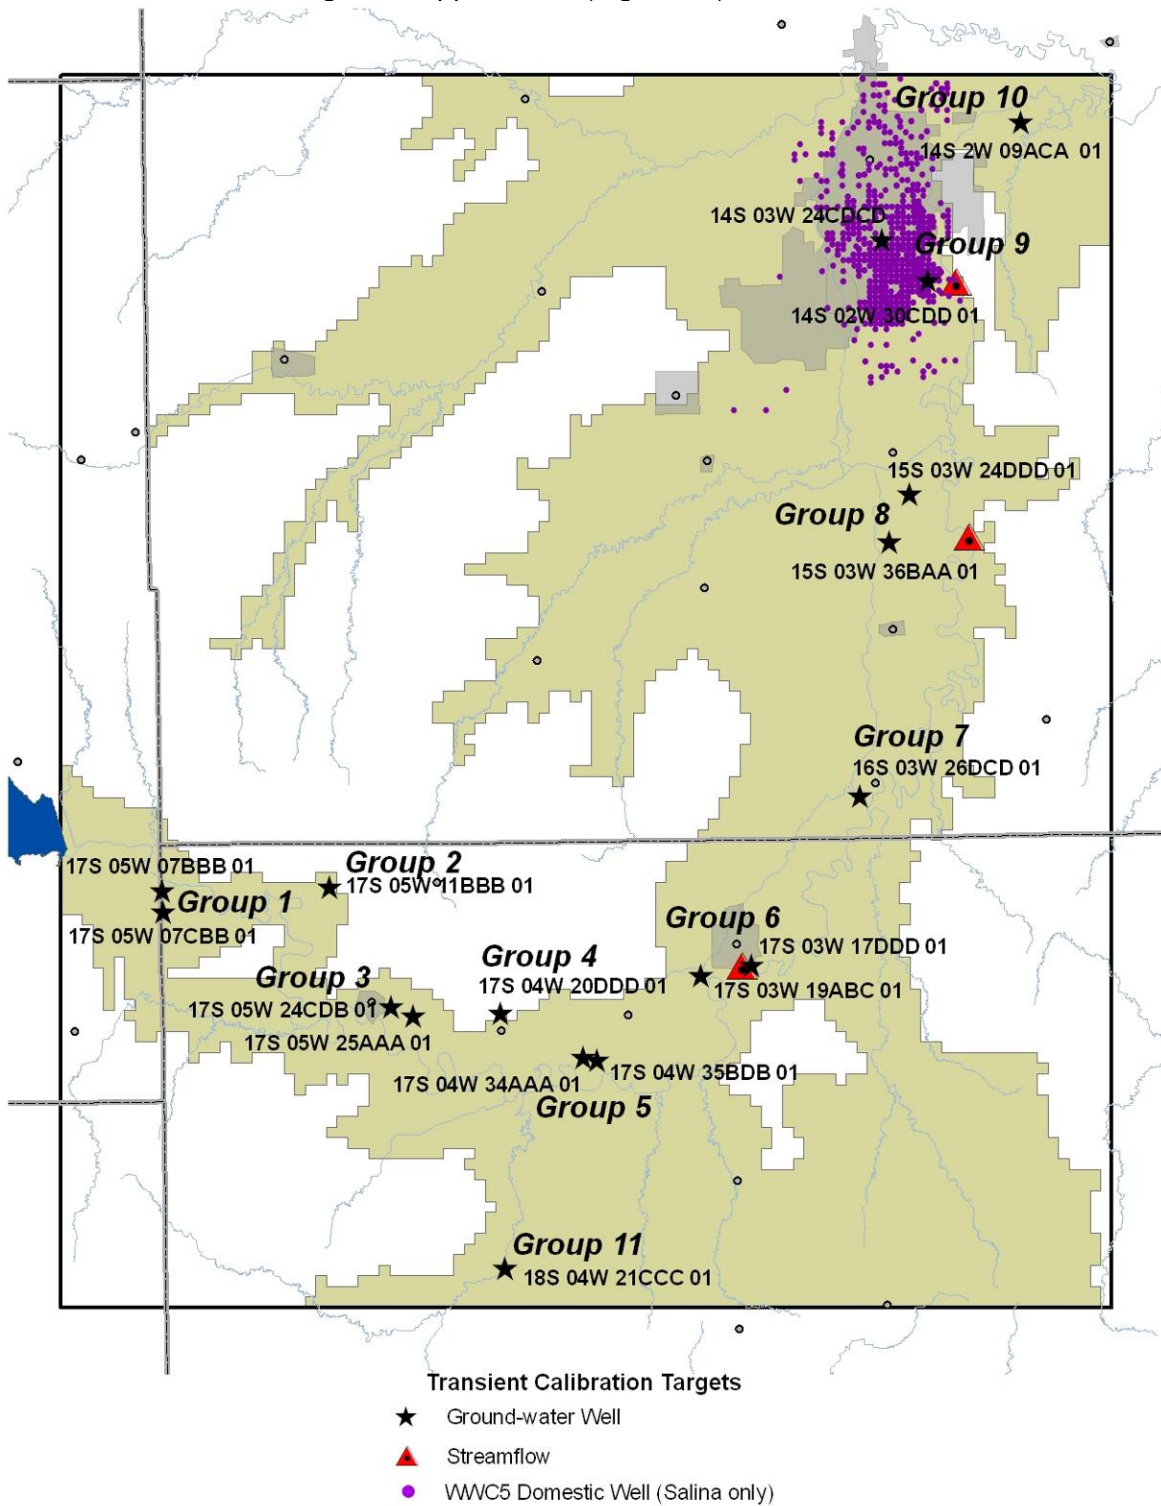 Group 10
14S 2W 09ACA 01
14S 03W 24CDCD
Group 9
14S 02W 30CDD 01
15S 03W 24DDD 01
Group 8
15S 03W 36BAA 01
Group 7
16S 03W 26DCD 01
17S 05W 07BBB 01
Group 2
17S 05W 11BBB 01
Group 1
17S 05W 07CBB 01
Group 6
17S 03W 17DDD 01
Group 4
17S 04W 20DDD 01
17S 03W 19ABC 01
Group 3
17S 05W 24CDB 01
17S 05W 25AAA 01
17S 04W 34AAA 01
17S 04W 35BDB 01
Group 5
Group 11
18S 04W 21CCC 01
Transient Calibration Targets
Ground-water Well
Streamflow
WWC5 Domestic Well (Salina only)